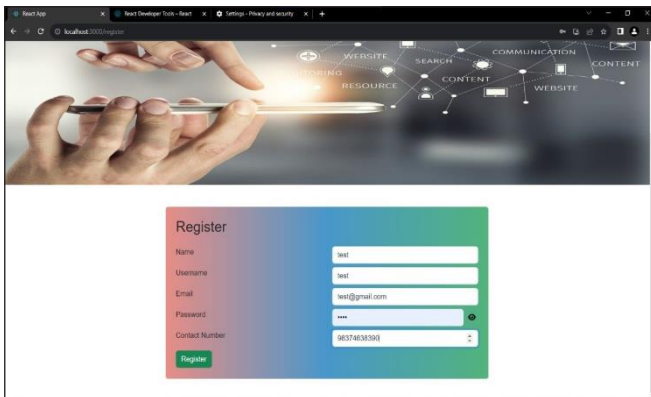 React App
React Developer Tools – React
Settings - Privacy and security
localhost:3000/register
WEBSITE
COMMUNICATION
SEARCH
CONTENT
CONTENT
RESOURCE
WEBSITE
Register
Name test
Username test
Email test@gmail.com
Password ••••
Contact Number 98374638390
Register